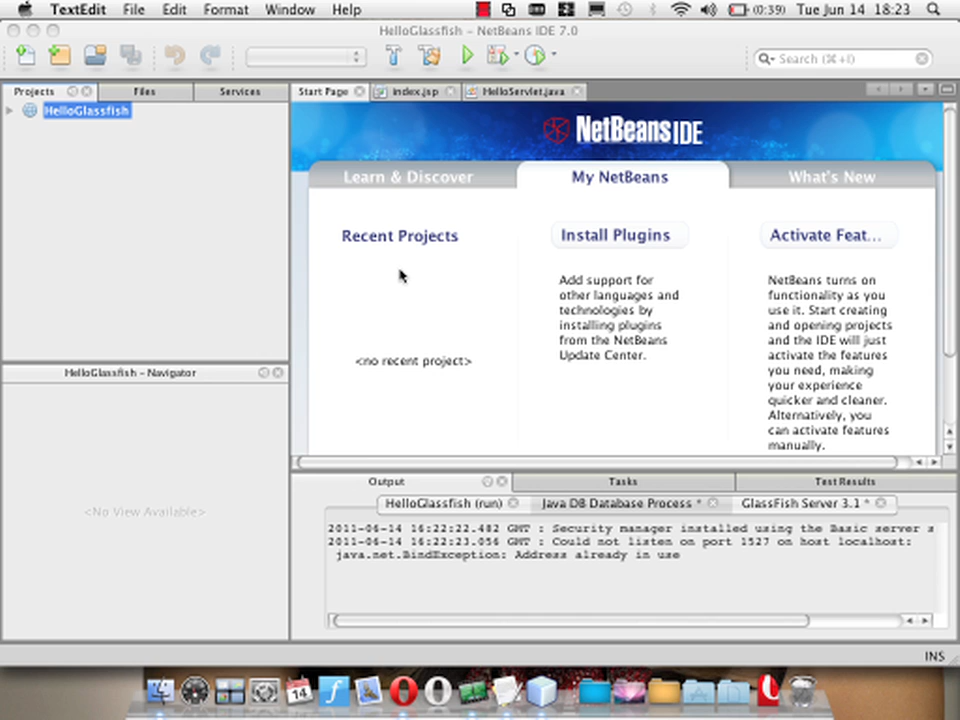 TextEdit File Edit Format Window Help (0:39) Tue Jun 14 18:23
HelloGlassfish – NetBeans IDE 7.0
Search (⌘+I)
Projects Files Services
Start Page index.jsp HelloServlet.java
HelloGlassfish
NetBeans IDE
Learn & Discover My NetBeans What's New
Recent Projects
<no recent project>
Install Plugins
Add support for
other languages and
technologies by
installing plugins
from the NetBeans
Update Center.
Activate Feat...
NetBeans turns on
functionality as you
use it. Start creating
and opening projects
and the IDE will just
activate the features
you need, making
your experience
quicker and cleaner.
Alternatively, you
can activate features
manually.
HelloGlassfish – Navigator
<No View Available>
Output Tasks Test Results
HelloGlassfish (run) Java DB Database Process * GlassFish Server 3.1 *
2011-06-14 16:22:22.482 GMT : Security manager installed using the Basic server s
2011-06-14 16:22:23.056 GMT : Could not listen on port 1527 on host localhost:
java.net.BindException: Address already in use
INS
14